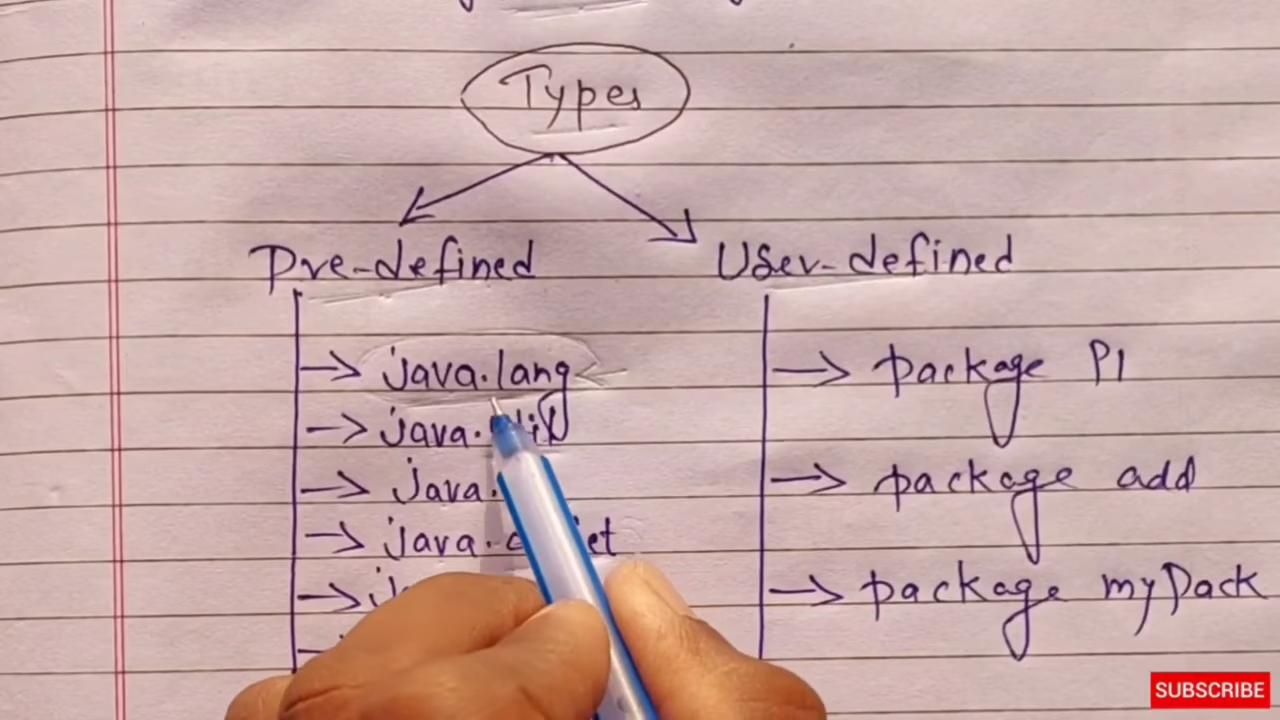 Types
Pre-defined
User-defined
→ java.lang
→ package P1
→ java.
→ java.
→ package add
→ java.
→ package myPack
SUBSCRIBE